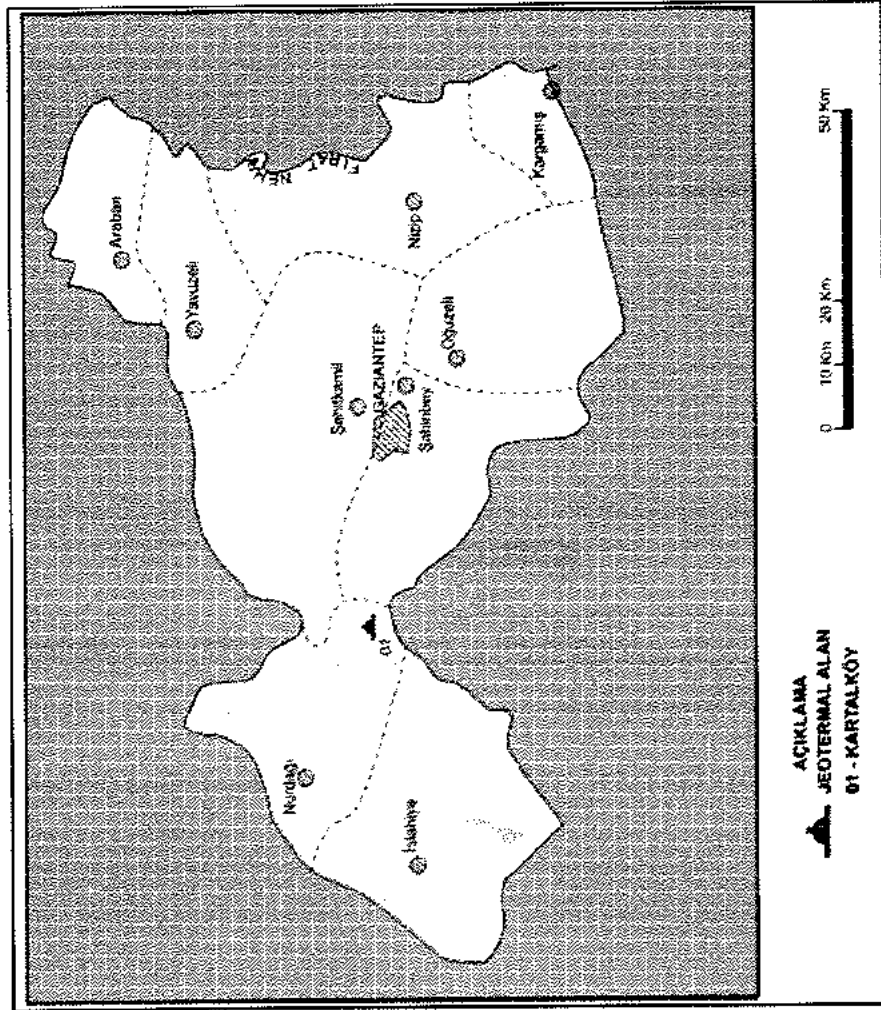 Araban
Yavuzeli
FIRAT NEHRİ
Nizip
Kargamış
Şehitkamil
GAZİANTEP
Şahinbey
Oğuzeli
Nurdağı
İslahiye
01
0 10 Km 20 Km 50 Km
AÇIKLAMA
JEOTERMAL ALAN
01 - KARTALKÖY